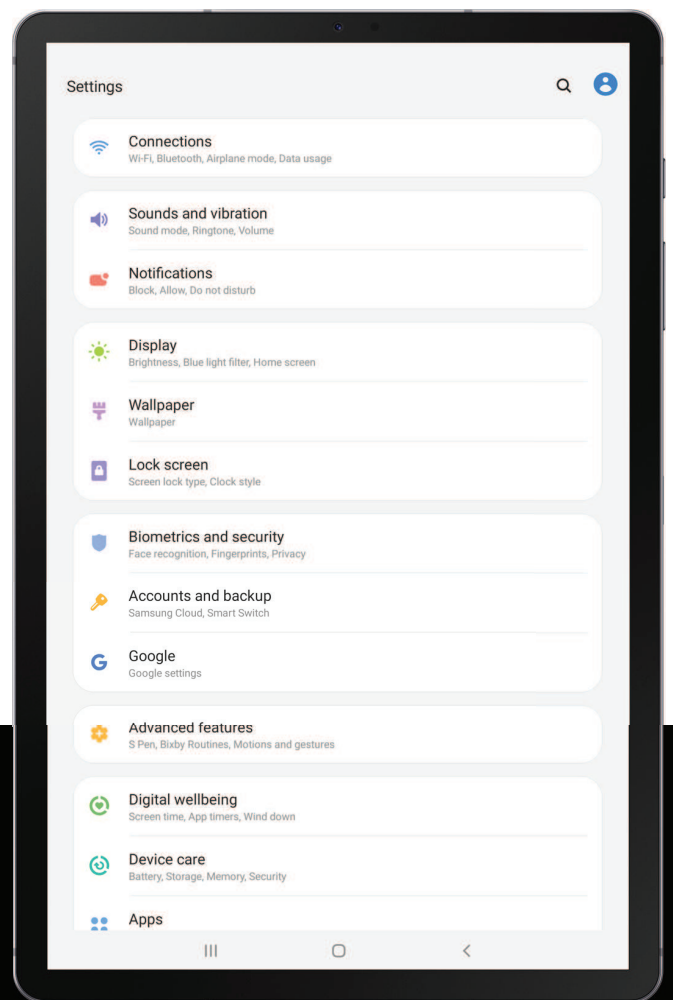 Settings
Connections
Wi-Fi, Bluetooth, Airplane mode, Data usage
Sounds and vibration
Sound mode, Ringtone, Volume
Notifications
Block, Allow, Do not disturb
Display
Brightness, Blue light filter, Home screen
Wallpaper
Wallpaper
Lock screen
Screen lock type, Clock style
Biometrics and security
Face recognition, Fingerprints, Privacy
Accounts and backup
Samsung Cloud, Smart Switch
Google
Google settings
Advanced features
S Pen, Bixby Routines, Motions and gestures
Digital wellbeing
Screen time, App timers, Wind down
Device care
Battery, Storage, Memory, Security
Apps